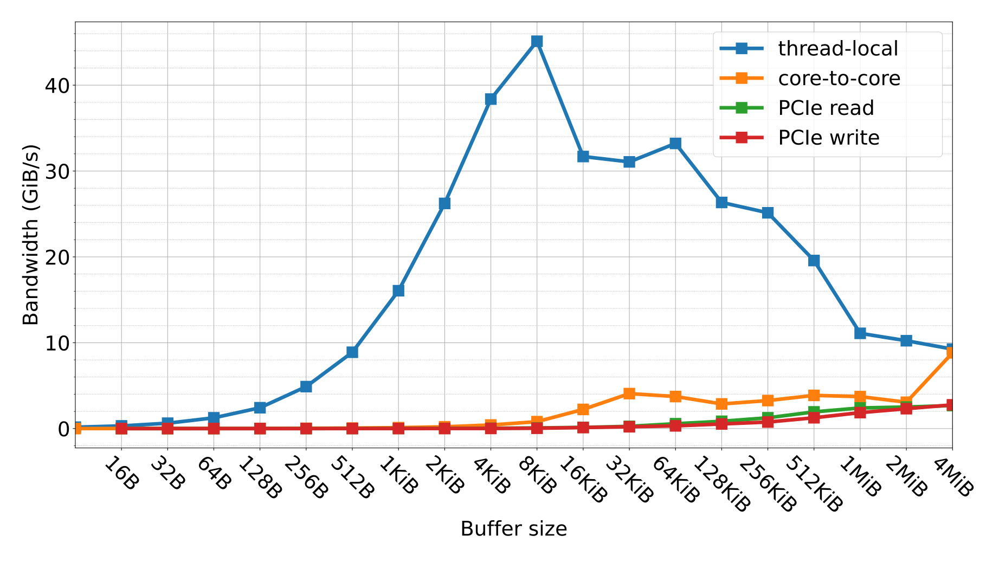 thread-local
core-to-core
PCIe read
PCIe write
40
30
20
10
0
Bandwidth (GiB/s)
16B
32B
64B
128B
256B
512B
1KiB
2KiB
4KiB
8KiB
16KiB
32KiB
64KiB
128KiB
256KiB
512KiB
1MiB
2MiB
4MiB
Buffer size